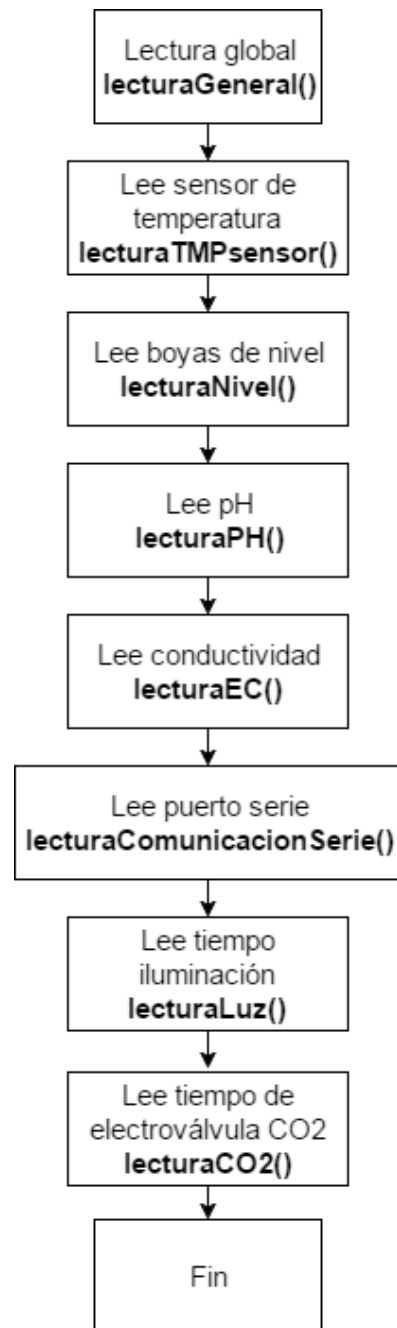 Lectura global
lecturaGeneral()
Lee sensor de
temperatura
lecturaTMPsensor()
Lee boyas de nivel
lecturaNivel()
Lee pH
lecturaPH()
Lee conductividad
lecturaEC()
Lee puerto serie
lecturaComunicacionSerie()
Lee tiempo
iluminación
lecturaLuz()
Lee tiempo de
electroválvula CO2
lecturaCO2()
Fin